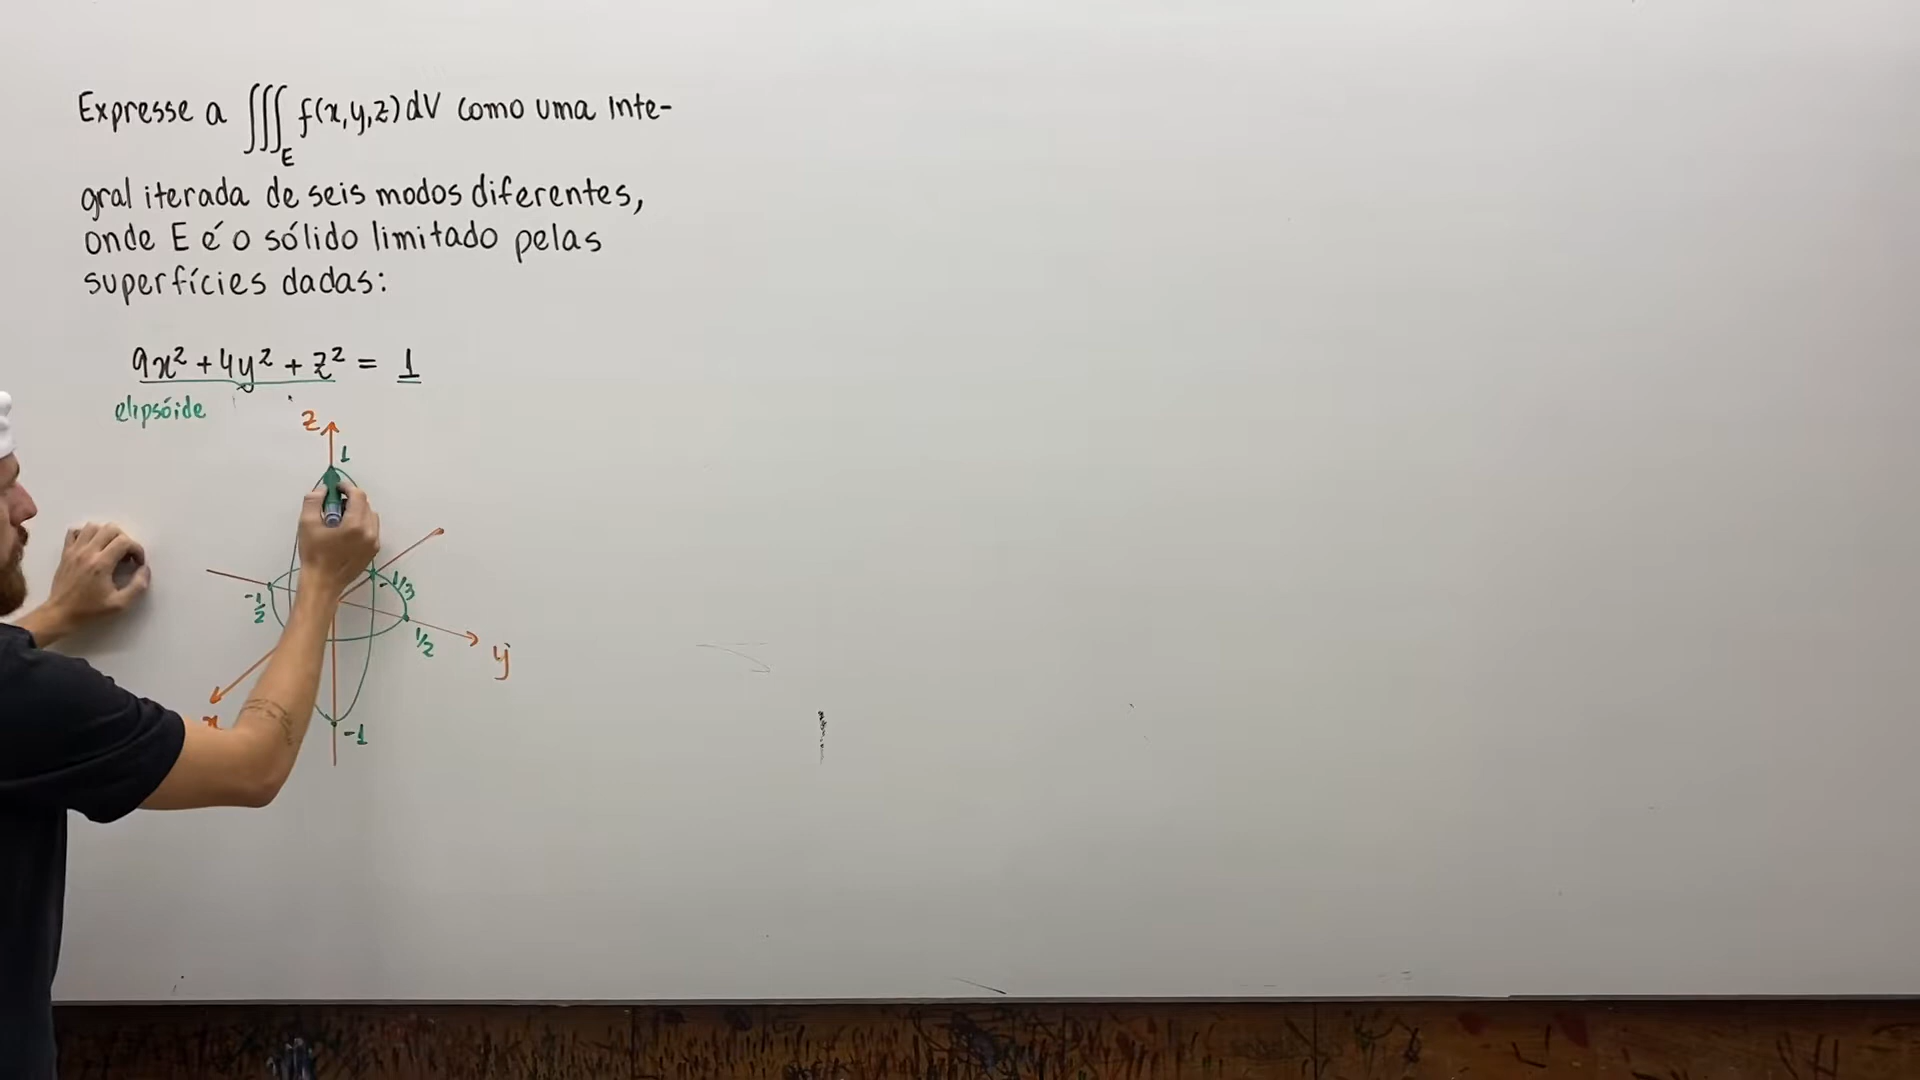 Expresse a ∭_E f(x,y,z)dV como uma inte-
gral iterada de seis modos diferentes,
onde E é o sólido limitado pelas
superfícies dadas:
9x² + 4y² + z² = 1
elipsóide
z
1
-1/3
-1/2
1/2
y
x
-1